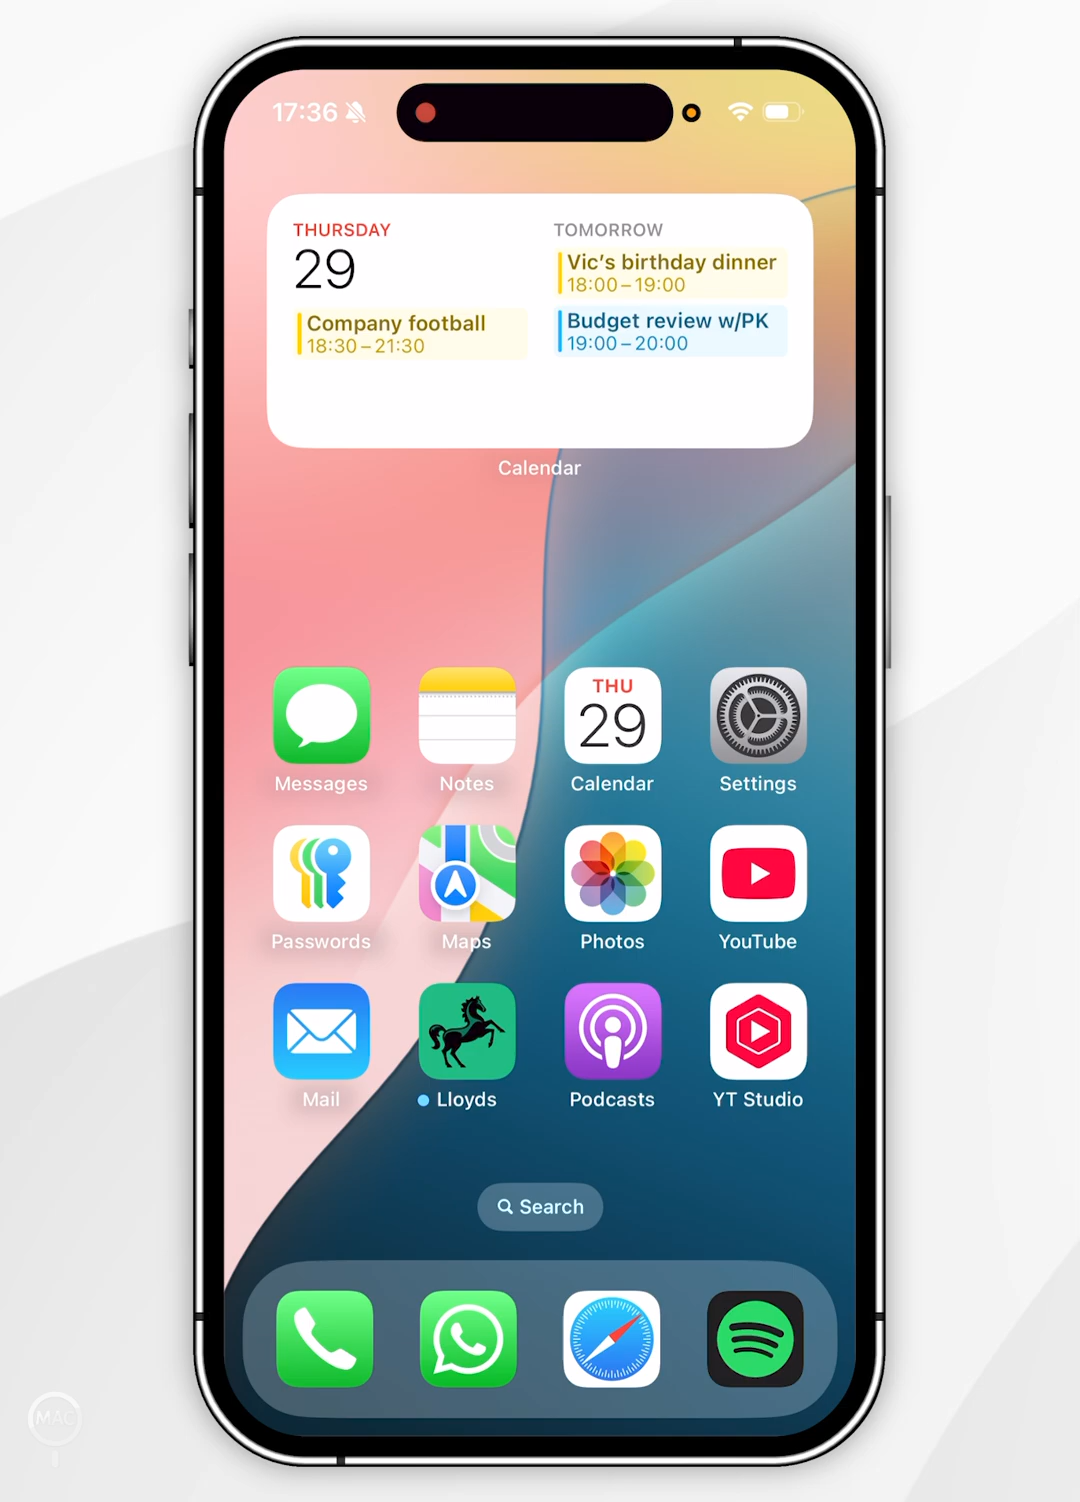 17:36
THURSDAY
29
Company football
18:30 – 21:30
TOMORROW
Vic’s birthday dinner
18:00 – 19:00
Budget review w/PK
19:00 – 20:00
Calendar
THU
29
Messages Notes Calendar Settings
Passwords Maps Photos YouTube
Mail Lloyds Podcasts YT Studio
Search
MAC